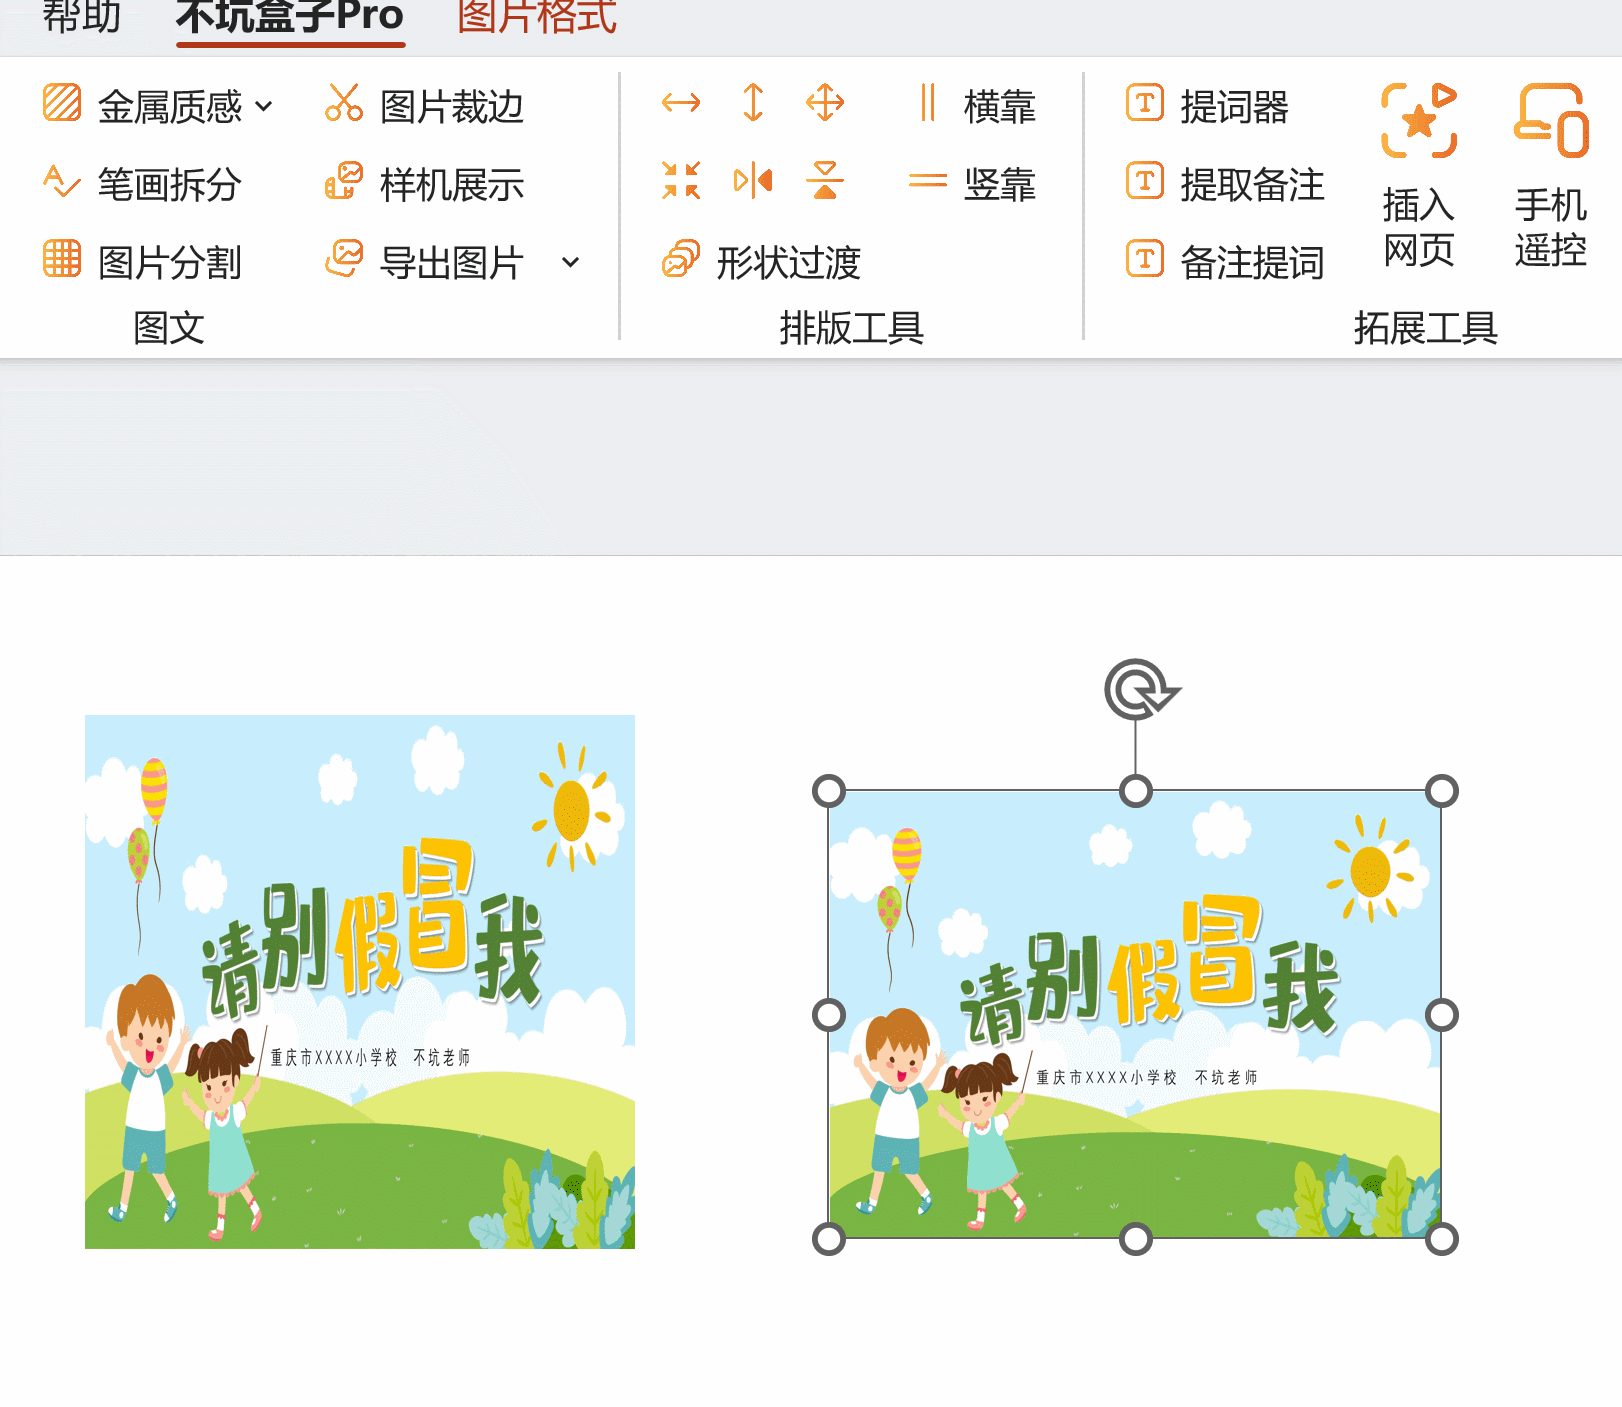 帮助 不坑盒子Pro 图片格式
金属质感 图片裁边 横靠 提词器
笔画拆分 样机展示 竖靠 提取备注
图片分割 导出图片 形状过渡 备注提词
插入
网页
手机
遥控
图文 排版工具 拓展工具
请别假冒我
重庆市XXXX小学校 不坑老师
请别假冒我
重庆市XXXX小学校 不坑老师